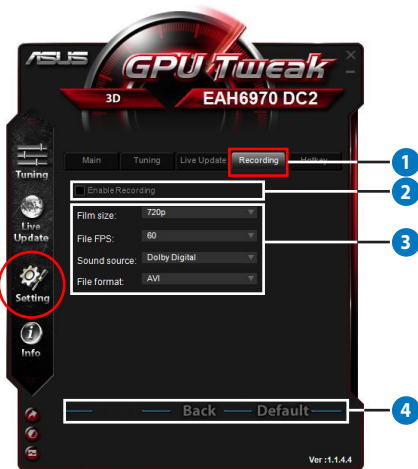 ASUS
GPU Tweak
3D
EAH6970 DC2
Main
Tuning
Live Update
Recording
Hotkey
1
Tuning
Enable Recording
2
Film size:
720p
File FPS:
60
Sound source:
Dolby Digital
File format:
AVI
3
Live
Update
Setting
Info
Back
Default
4
Ver :1.1.4.4